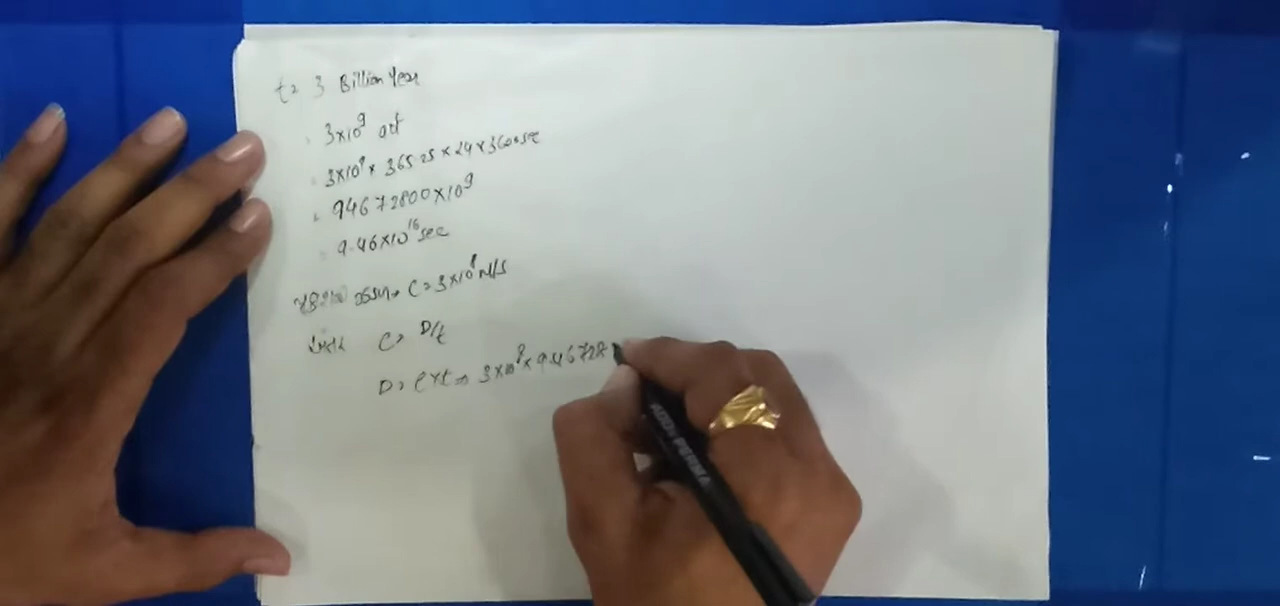 t = 3 Billion Year
= 3×10⁹
= 3×10⁹ × 365.25 × 24 × 3600 sec
= 94672800×10⁹
= 9.46×10¹⁶ sec
C = 3×10⁸ M/S
C = D/t
D = C×t ⇒ 3×10⁸×9.46728